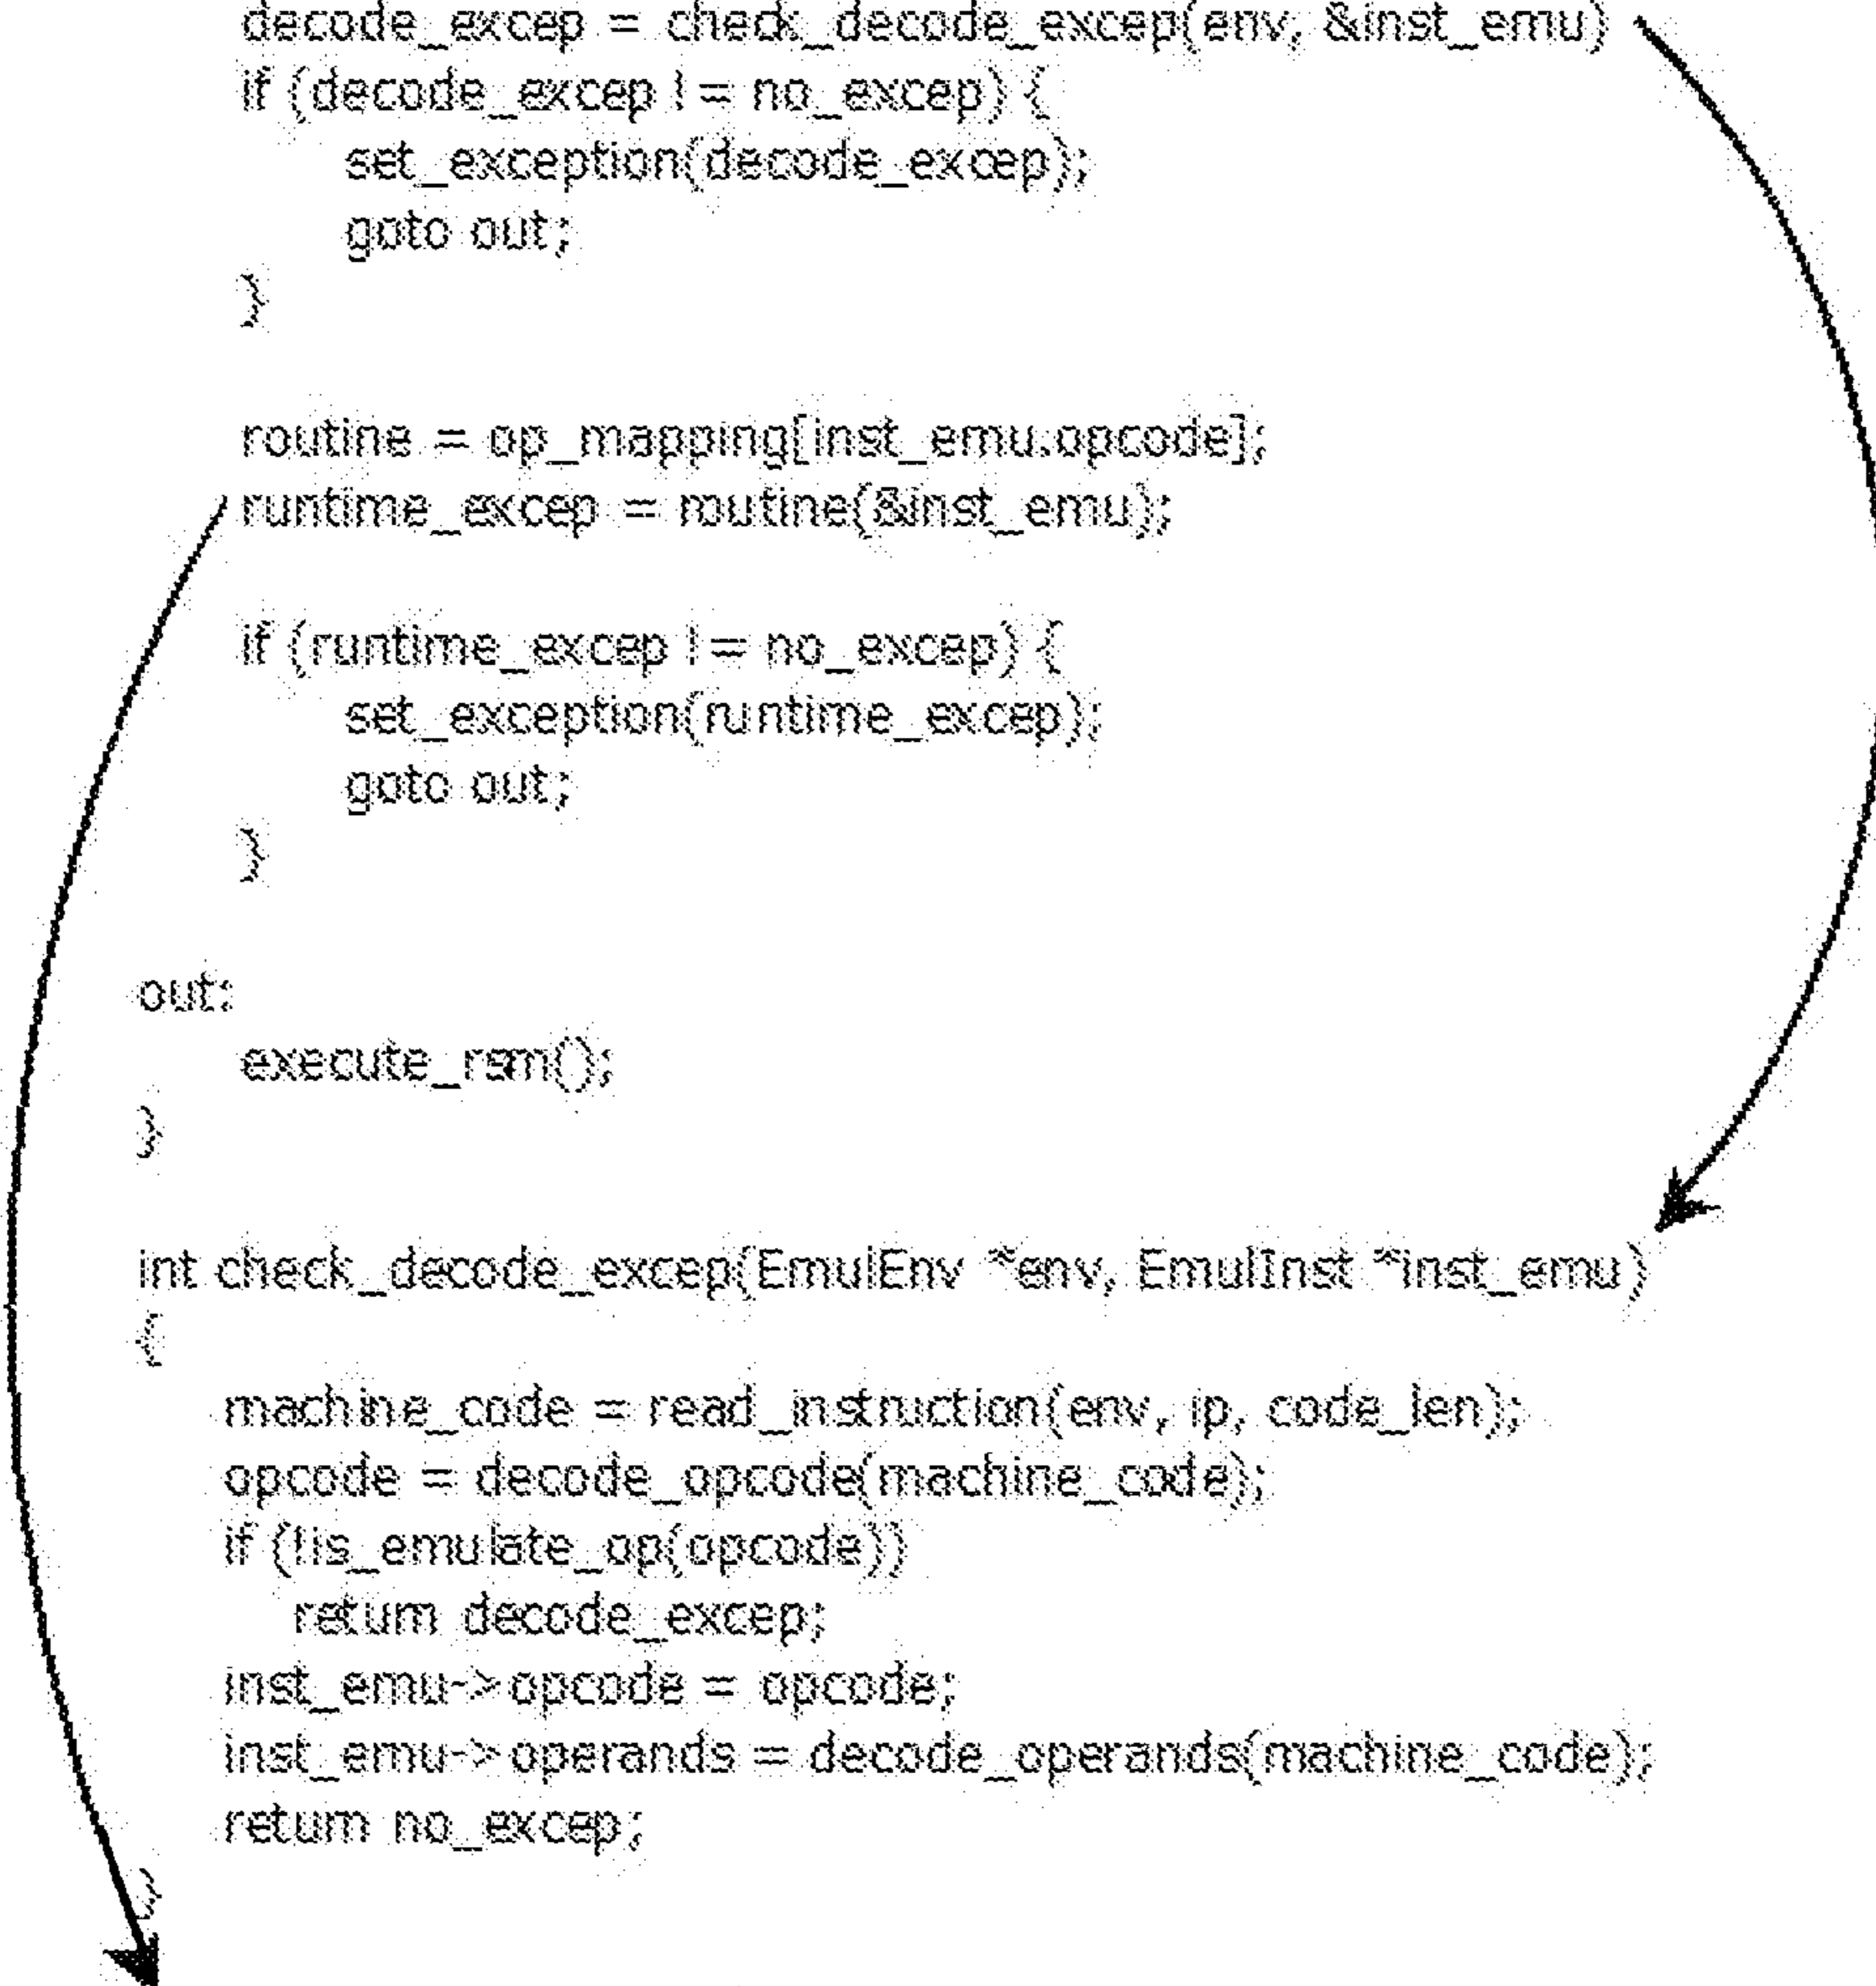 decode_excep = check_decode_excep(env, &inst_emu)
if (decode_excep != no_excep) {
set_exception(decode_excep);
goto out;
}
routine = op_mapping[inst_emu.opcode];
runtime_excep = routine(&inst_emu);
if (runtime_excep != no_excep) {
set_exception(runtime_excep);
goto out;
}
out:
execute_rsm();
}
int check_decode_excep(EmulEnv *env, EmulInst *inst_emu)
{
machine_code = read_instruction(env, ip, code_len);
opcode = decode_opcode(machine_code);
if (!is_emulate_op(opcode))
return decode_excep;
inst_emu->opcode = opcode;
inst_emu->operands = decode_operands(machine_code);
return no_excep;
}